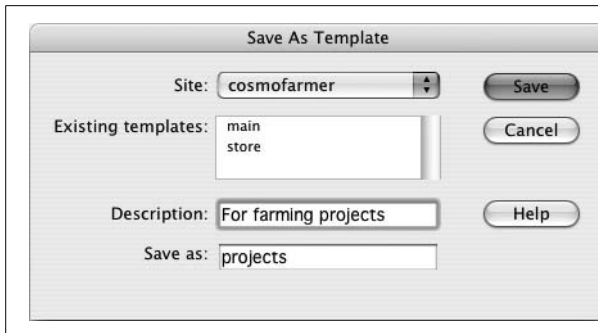 Save As Template
Site: cosmofarmer
Save
Existing templates: main
store
Cancel
Description: For farming projects
Help
Save as: projects